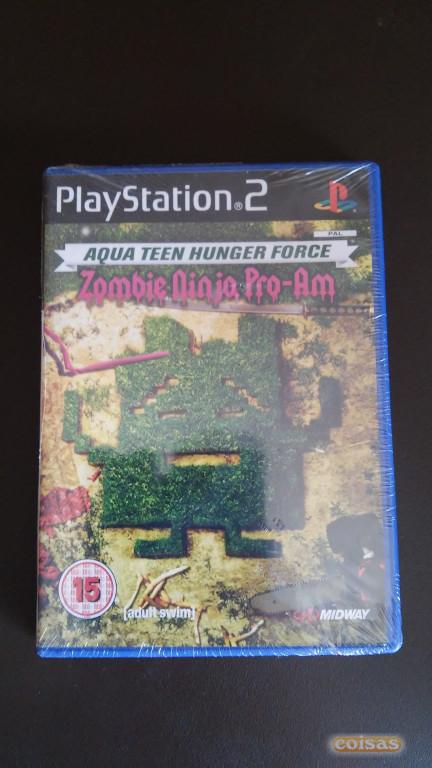 PlayStation®2
PAL
AQUA TEEN HUNGER FORCE
Zombie Ninja Pro-Am
15
[adult swim]
MIDWAY
coisas